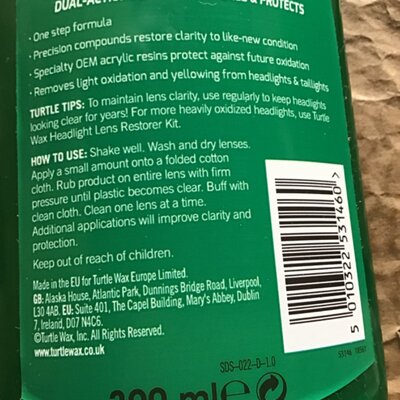 DUAL-ACTION & PROTECTS
• One step formula
• Precision compounds restore clarity to like-new condition
• Specialty OEM acrylic resins protect against future oxidation
• Removes light oxidation and yellowing from headlights & taillights
TURTLE TIPS: To maintain lens clarity, use regularly to keep headlights
looking clear for years! For more heavily oxidized headlights, use Turtle
Wax Headlight Lens Restorer Kit.
HOW TO USE: Shake well. Wash and dry lenses.
Apply a small amount onto a folded cotton
cloth. Rub product on entire lens with firm
pressure until plastic becomes clear. Buff with
clean cloth. Clean one lens at a time.
Additional applications will improve clarity and
protection.
Keep out of reach of children.
Made in the EU for Turtle Wax Europe Limited.
GB: Alaska House, Atlantic Park, Dunnings Bridge Road, Liverpool,
L30 4AB. EU: Suite 401, The Capel Building, Mary's Abbey, Dublin
7, Ireland, D07 N4C6.
©Turtle Wax, Inc. All Rights Reserved.
www.turtlewax.co.uk
5 010322 531460 >
53146 18561
SDS-022-D-1.0
300 ml e